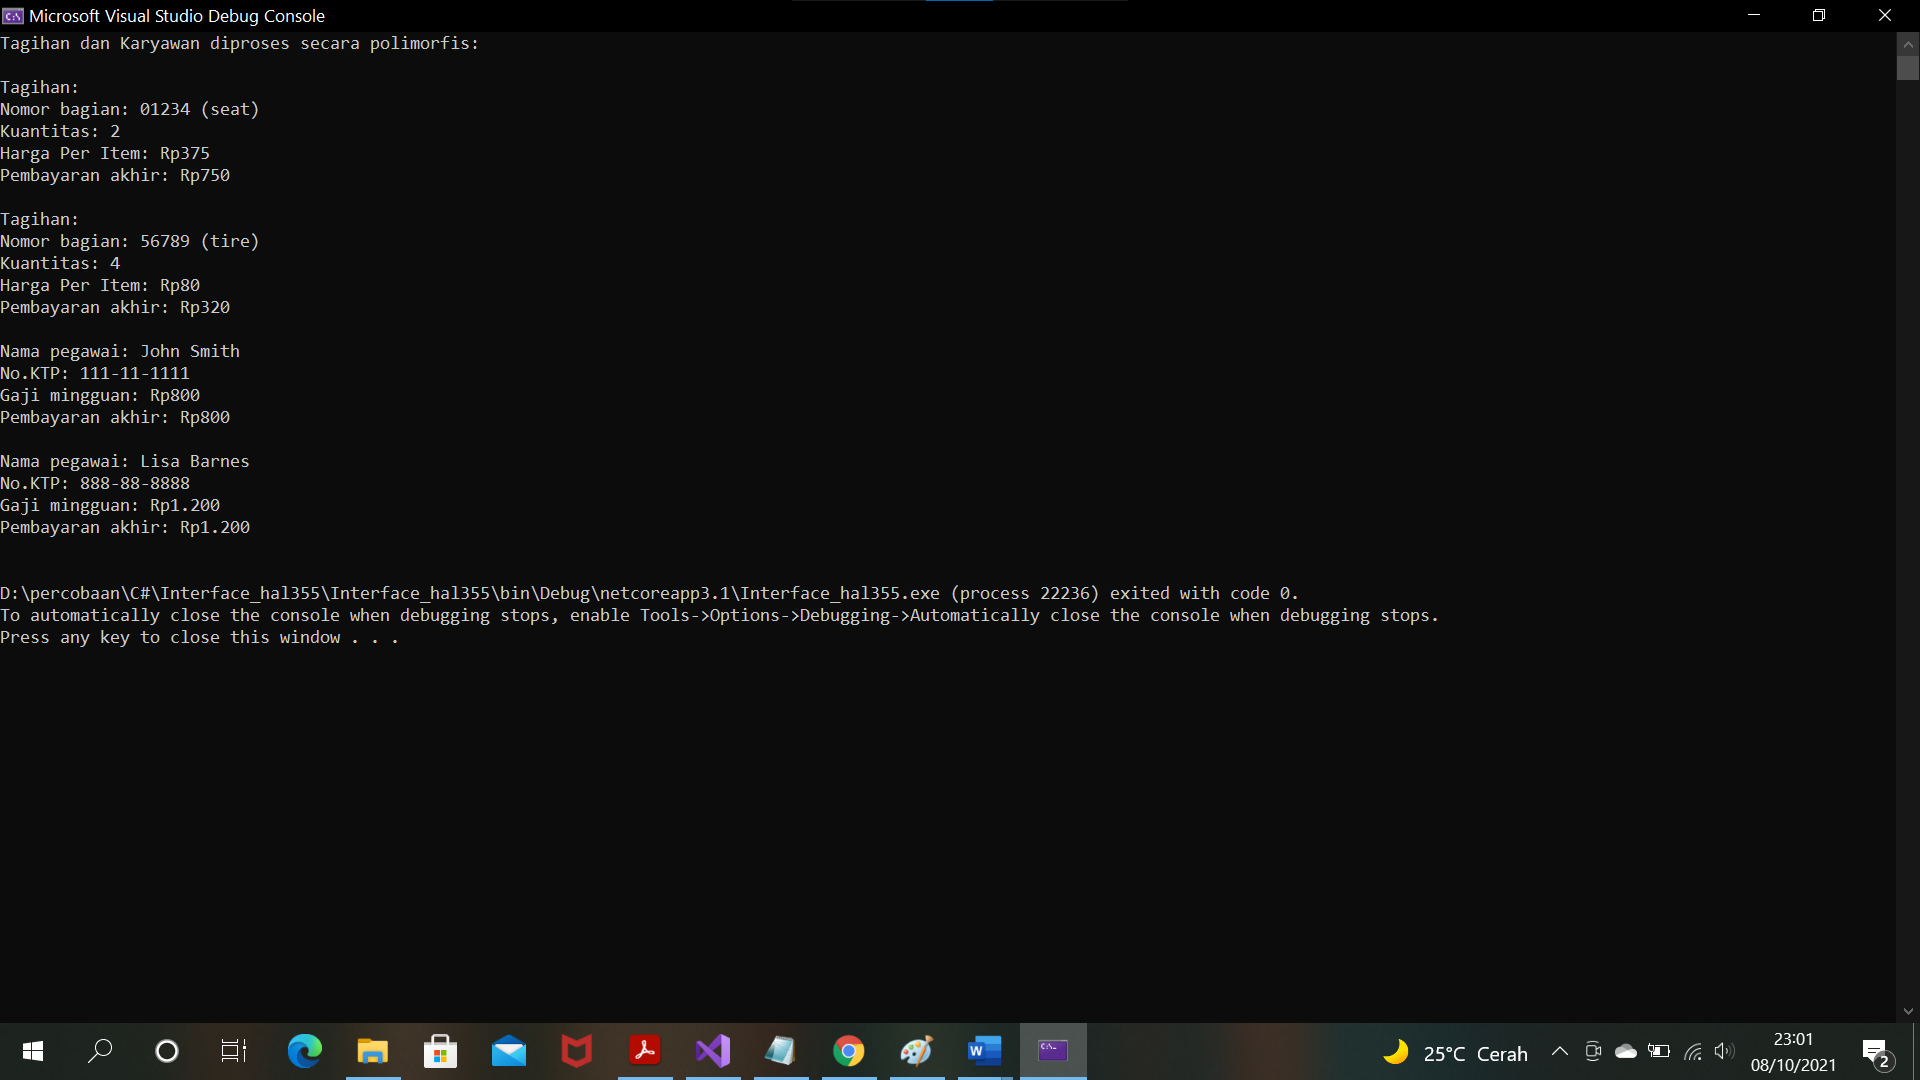 Microsoft Visual Studio Debug Console
Tagihan dan Karyawan diproses secara polimorfis:
Tagihan:
Nomor bagian: 01234 (seat)
Kuantitas: 2
Harga Per Item: Rp375
Pembayaran akhir: Rp750
Tagihan:
Nomor bagian: 56789 (tire)
Kuantitas: 4
Harga Per Item: Rp80
Pembayaran akhir: Rp320
Nama pegawai: John Smith
No.KTP: 111-11-1111
Gaji mingguan: Rp800
Pembayaran akhir: Rp800
Nama pegawai: Lisa Barnes
No.KTP: 888-88-8888
Gaji mingguan: Rp1.200
Pembayaran akhir: Rp1.200
D:\percobaan\C#\Interface_hal355\Interface_hal355\bin\Debug\netcoreapp3.1\Interface_hal355.exe (process 22236) exited with code 0.
To automatically close the console when debugging stops, enable Tools->Options->Debugging->Automatically close the console when debugging stops.
Press any key to close this window . . .
25°C Cerah
23:01
08/10/2021
2